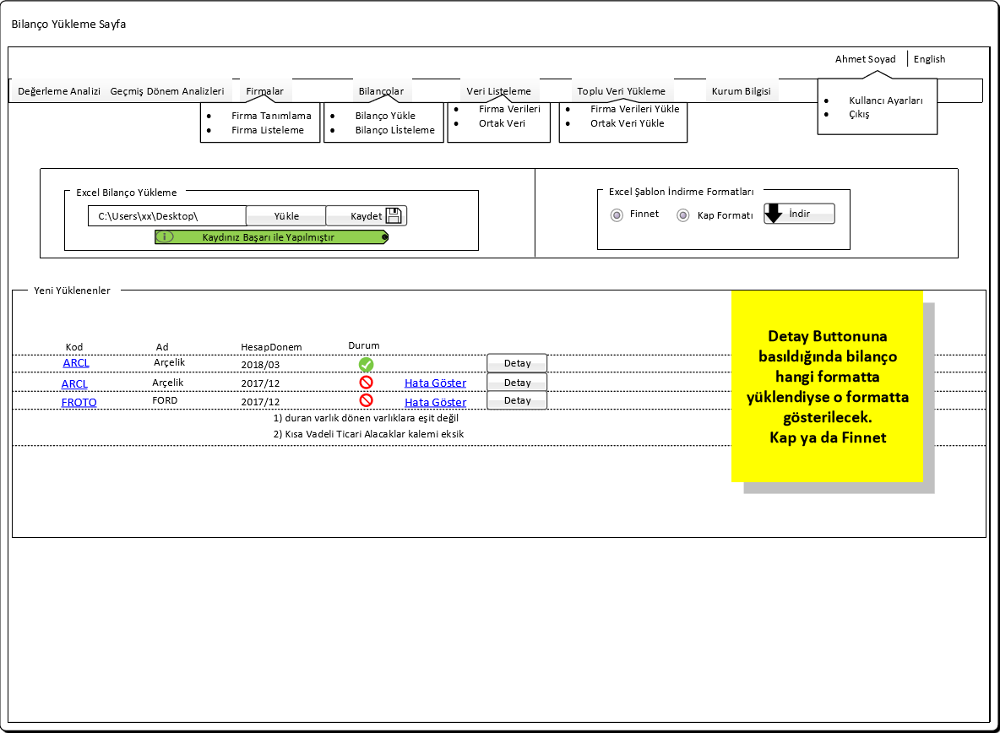 Bilanço Yükleme Sayfa
Ahmet Soyad English
Değerleme Analizi Geçmiş Dönem Analizleri Firmalar Bilançolar Veri Listeleme Toplu Veri Yükleme Kurum Bilgisi
Firma Tanımlama
Firma Listeleme
Bilanço Yükle
Bilanço Lİsteleme
Firma Verileri
Ortak Veri
Firma Verileri Yükle
Ortak Veri Yükle
Kullancı Ayarları
Çıkış
Excel Bilanço Yükleme
C:\Users\xx\Desktop\ Yükle Kaydet
Kaydınız Başarı ile Yapılmıştır
Excel Şablon İndirme Formatları
Finnet Kap Formatı İndir
Yeni Yüklenenler
Kod Ad HesapDonem Durum
ARCL Arçelik 2018/03 Detay
ARCL Arçelik 2017/12 Hata Göster Detay
FROTO FORD 2017/12 Hata Göster Detay
1) duran varlık dönen varlıklara eşit değil
2) Kısa Vadeli Ticari Alacaklar kalemi eksik
Detay Buttonuna
basıldığında bilanço
hangi formatta
yüklendiyse o formatta
gösterilecek.
Kap ya da Finnet